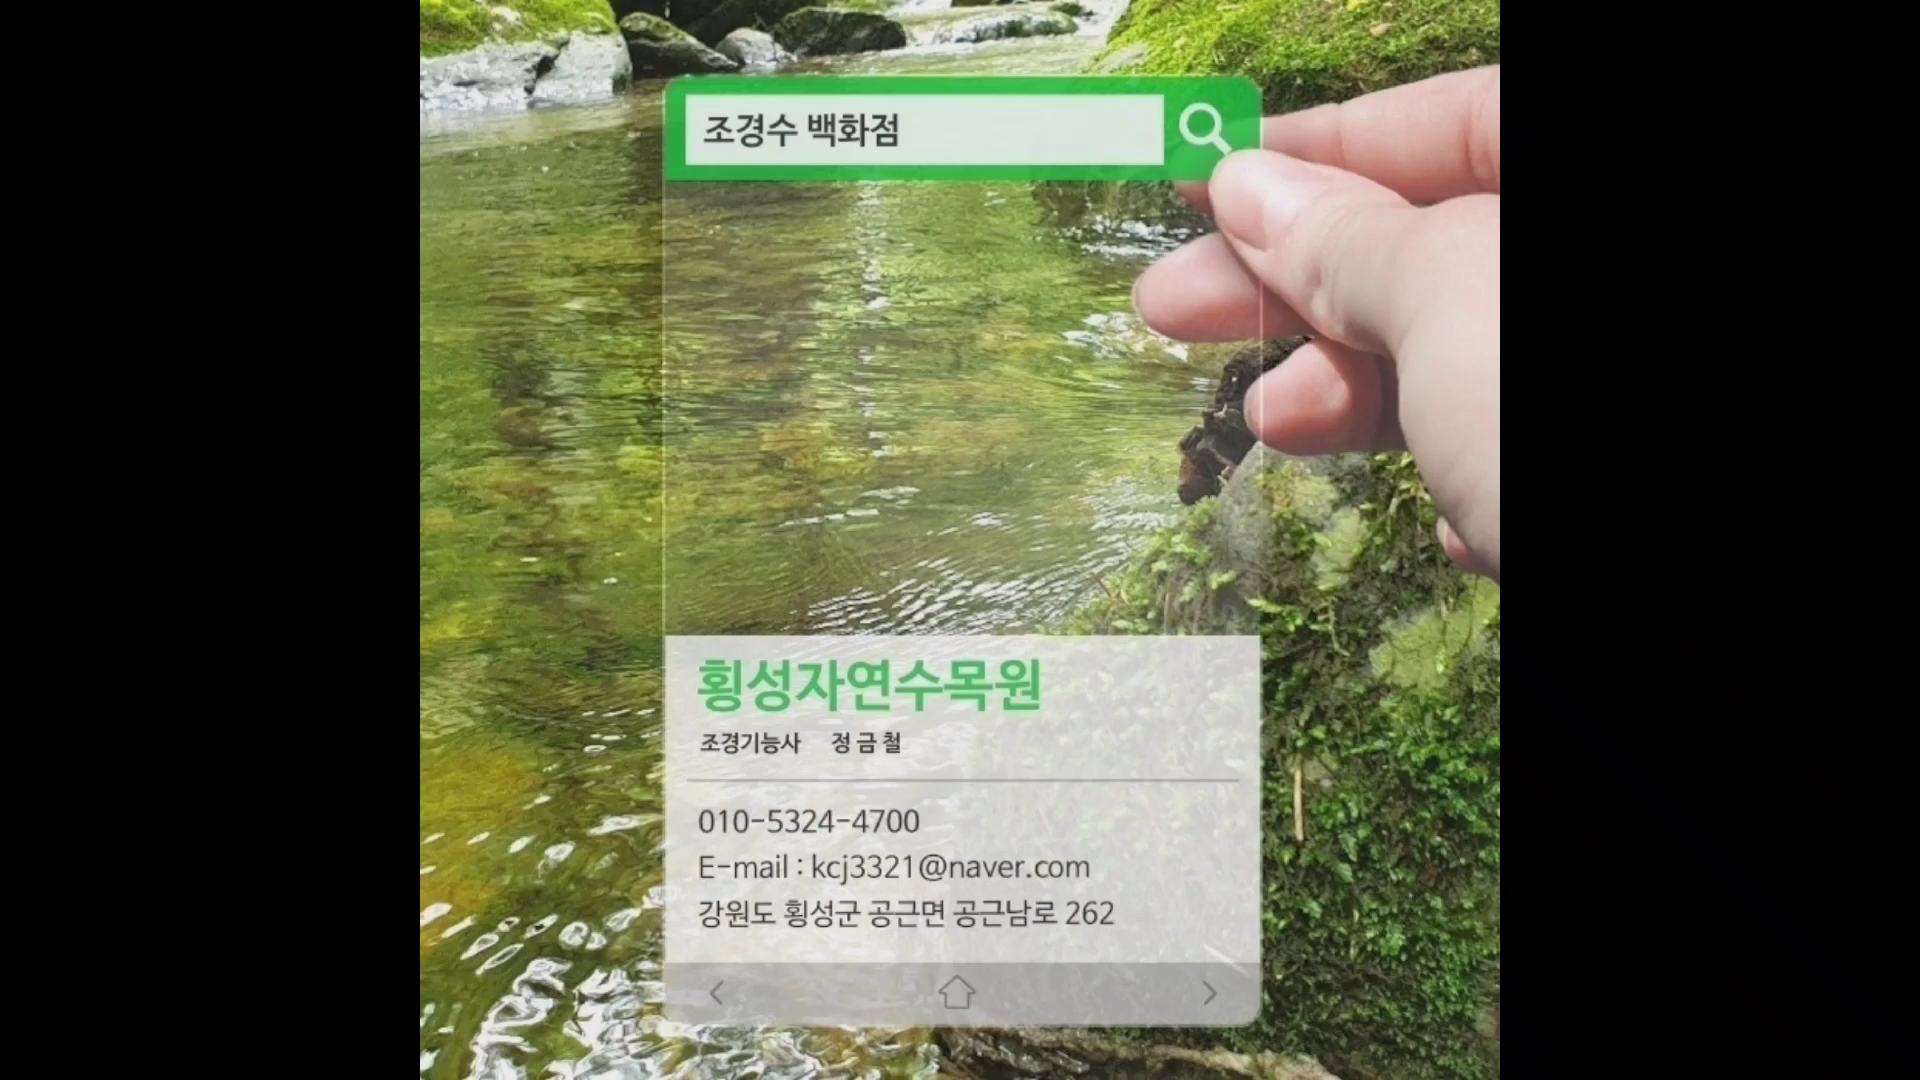 조경수 백화점
횡성자연수목원
조경기능사 정금철
010-5324-4700
E-mail : kcj3321@naver.com
강원도 횡성군 공근면 공근남로 262